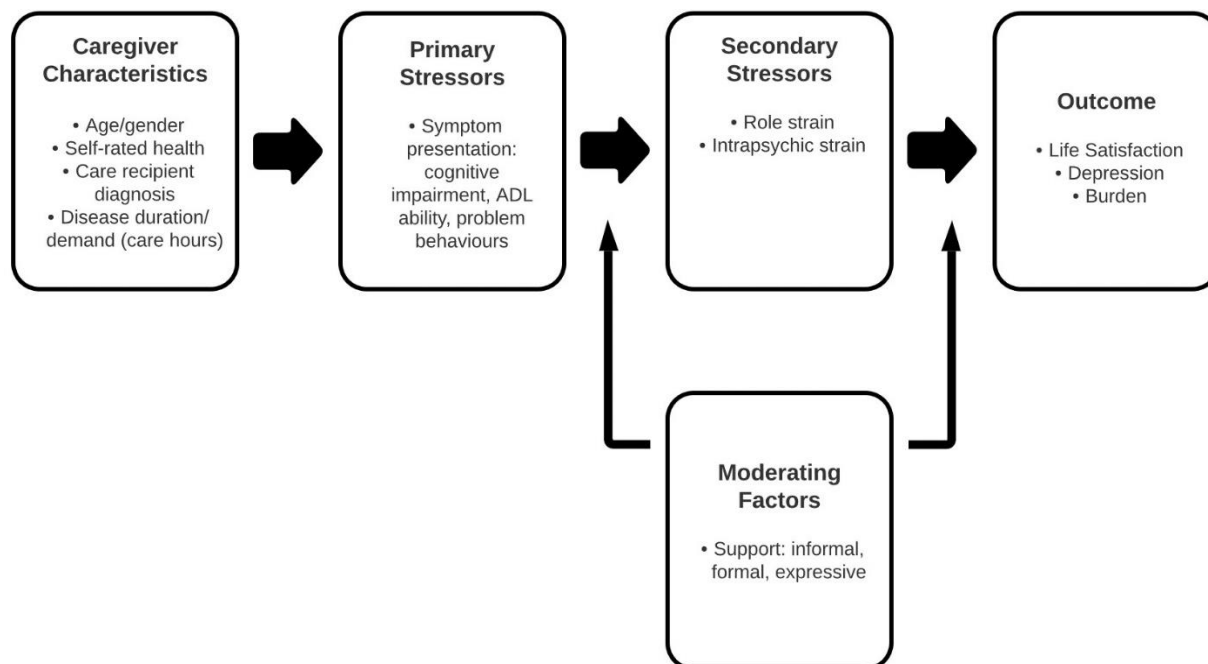 Caregiver
Characteristics
• Age/gender
• Self-rated health
• Care recipient
diagnosis
• Disease duration/
demand (care hours)
Primary
Stressors
• Symptom
presentation:
cognitive
impairment, ADL
ability, problem
behaviours
Secondary
Stressors
• Role strain
• Intrapsychic strain
Outcome
• Life Satisfaction
• Depression
• Burden
Moderating
Factors
• Support: informal,
formal, expressive